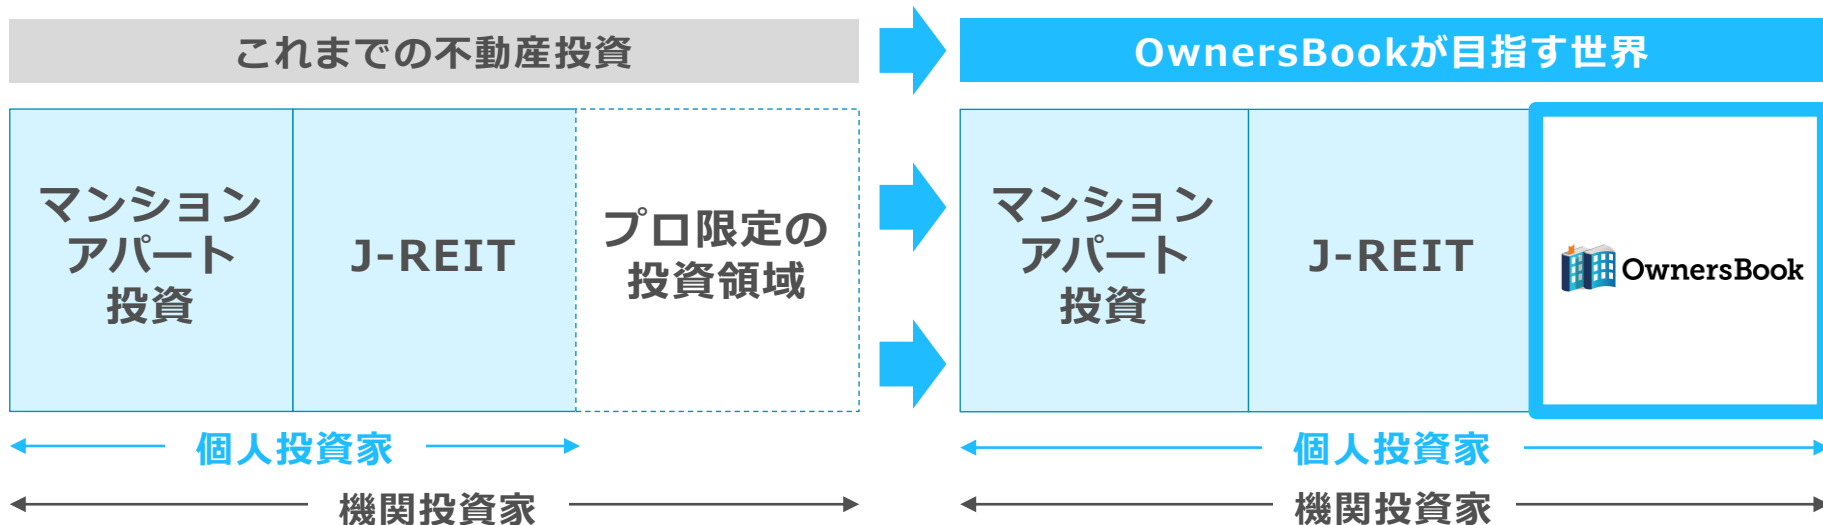 これまでの不動産投資
マンション
アパート
投資
J-REIT
プロ限定の
投資領域
個人投資家
機関投資家
OwnersBookが目指す世界
マンション
アパート
投資
J-REIT
OwnersBook
個人投資家
機関投資家